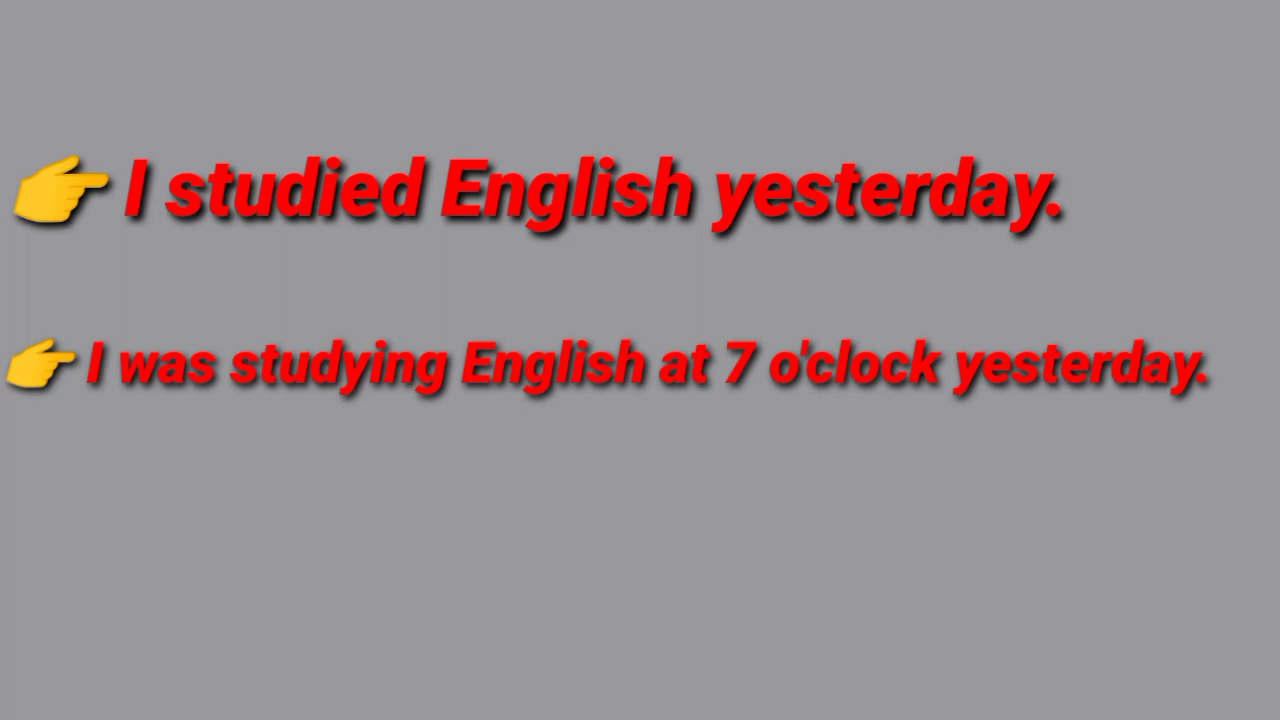 👉 I studied English yesterday.
👉 I was studying English at 7 o'clock yesterday.